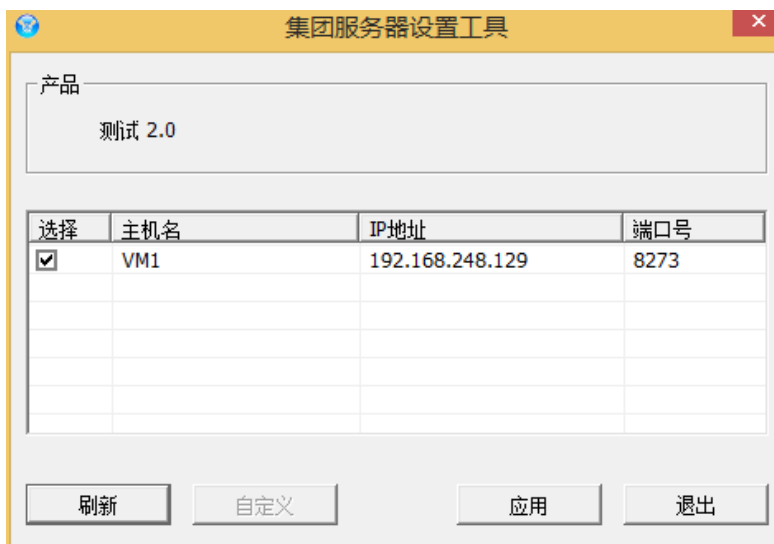 集团服务器设置工具
产品
测试 2.0
选择 主机名 IP地址 端口号
VM1 192.168.248.129 8273
刷新 自定义 应用 退出